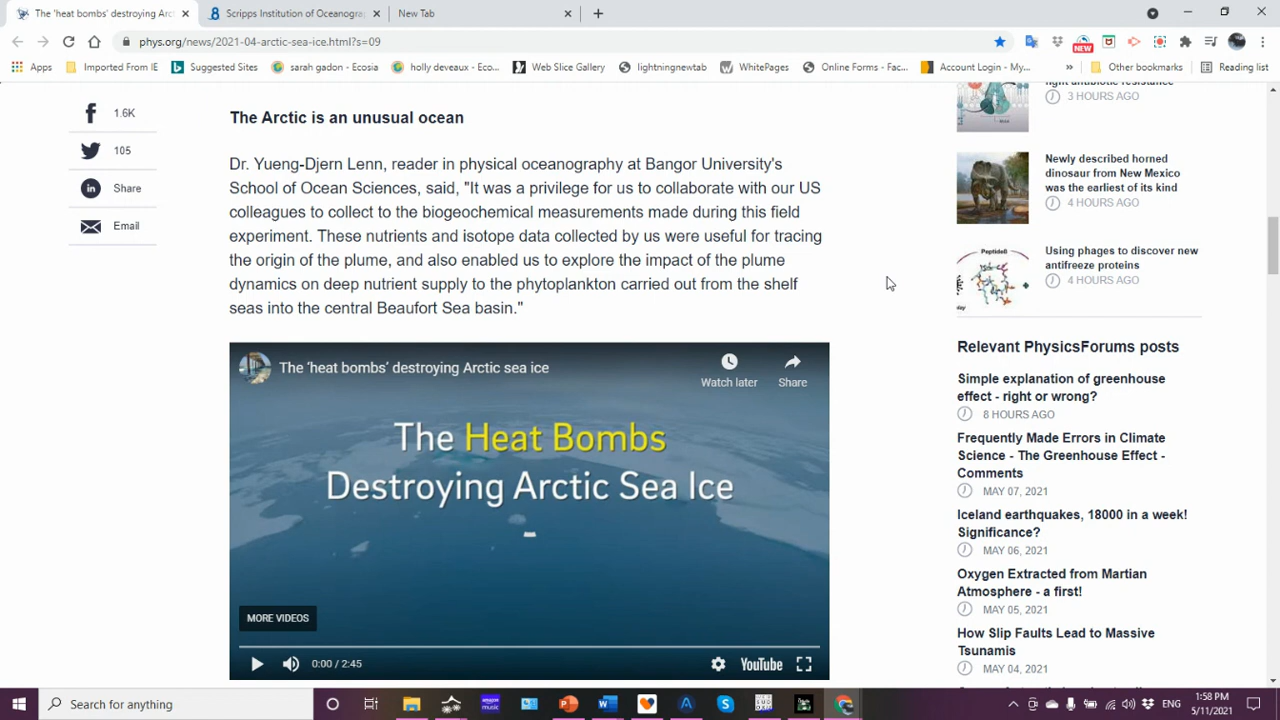 The 'heat bombs' destroying Arc
Scripps Institution of Oceanogra
New Tab
phys.org/news/2021-04-arctic-sea-ice.html?s=09
NEW
Apps
Imported From IE
Suggested Sites
sarah gadon - Ecosia
holly deveaux - Eco...
Web Slice Gallery
lightningnewtab
WhitePages
Online Forms - Fac...
Account Login - My...
»
Other bookmarks
Reading list
1.6K
105
Share
Email
The Arctic is an unusual ocean
Dr. Yueng-Djern Lenn, reader in physical oceanography at Bangor University's
School of Ocean Sciences, said, "It was a privilege for us to collaborate with our US
colleagues to collect to the biogeochemical measurements made during this field
experiment. These nutrients and isotope data collected by us were useful for tracing
the origin of the plume, and also enabled us to explore the impact of the plume
dynamics on deep nutrient supply to the phytoplankton carried out from the shelf
seas into the central Beaufort Sea basin."
The 'heat bombs' destroying Arctic sea ice
Watch later
Share
The Heat Bombs
Destroying Arctic Sea Ice
MORE VIDEOS
0:00 / 2:45
YouTube
light antibiotic resistance
3 HOURS AGO
Newly described horned
dinosaur from New Mexico
was the earliest of its kind
4 HOURS AGO
Using phages to discover new
antifreeze proteins
4 HOURS AGO
Relevant PhysicsForums posts
Simple explanation of greenhouse
effect - right or wrong?
8 HOURS AGO
Frequently Made Errors in Climate
Science - The Greenhouse Effect -
Comments
MAY 07, 2021
Iceland earthquakes, 18000 in a week!
Significance?
MAY 06, 2021
Oxygen Extracted from Martian
Atmosphere - a first!
MAY 05, 2021
How Slip Faults Lead to Massive
Tsunamis
MAY 04, 2021
Search for anything
amazon
music
ENG
1:58 PM
5/11/2021